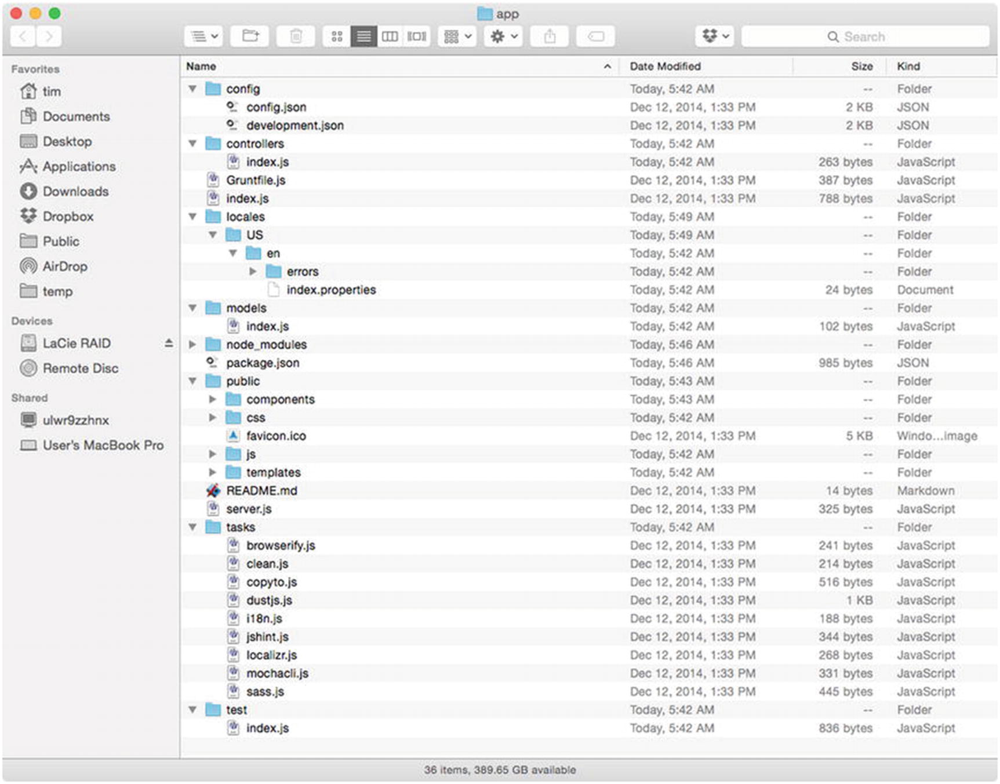 app
Search
Favorites
tim
Documents
Desktop
Applications
Downloads
Dropbox
Public
AirDrop
temp
Devices
LaCie RAID
Remote Disc
Shared
ulwr9zzhnx
User's MacBook Pro
Name Date Modified Size Kind
config Today, 5:42 AM -- Folder
config.json Dec 12, 2014, 1:33 PM 2 KB JSON
development.json Dec 12, 2014, 1:33 PM 2 KB JSON
controllers Today, 5:42 AM -- Folder
index.js Today, 5:42 AM 263 bytes JavaScript
Gruntfile.js Dec 12, 2014, 1:33 PM 387 bytes JavaScript
index.js Dec 12, 2014, 1:33 PM 788 bytes JavaScript
locales Today, 5:49 AM -- Folder
US Today, 5:49 AM -- Folder
en Today, 5:42 AM -- Folder
errors Today, 5:42 AM -- Folder
index.properties Today, 5:42 AM 24 bytes Document
models Today, 5:42 AM -- Folder
index.js Today, 5:42 AM 102 bytes JavaScript
node_modules Today, 5:46 AM -- Folder
package.json Today, 5:46 AM 985 bytes JSON
public Today, 5:43 AM -- Folder
components Today, 5:43 AM -- Folder
css Today, 5:42 AM -- Folder
favicon.ico Dec 12, 2014, 1:33 PM 5 KB Windo...image
js Today, 5:42 AM -- Folder
templates Today, 5:42 AM -- Folder
README.md Dec 12, 2014, 1:33 PM 14 bytes Markdown
server.js Dec 12, 2014, 1:33 PM 325 bytes JavaScript
tasks Today, 5:42 AM -- Folder
browserify.js Dec 12, 2014, 1:33 PM 241 bytes JavaScript
clean.js Dec 12, 2014, 1:33 PM 214 bytes JavaScript
copyto.js Dec 12, 2014, 1:33 PM 516 bytes JavaScript
dustjs.js Dec 12, 2014, 1:33 PM 1 KB JavaScript
i18n.js Dec 12, 2014, 1:33 PM 188 bytes JavaScript
jshint.js Dec 12, 2014, 1:33 PM 344 bytes JavaScript
localizr.js Dec 12, 2014, 1:33 PM 268 bytes JavaScript
mochacli.js Dec 12, 2014, 1:33 PM 331 bytes JavaScript
sass.js Dec 12, 2014, 1:33 PM 445 bytes JavaScript
test Today, 5:42 AM -- Folder
index.js Today, 5:42 AM 836 bytes JavaScript
36 items, 389.65 GB available